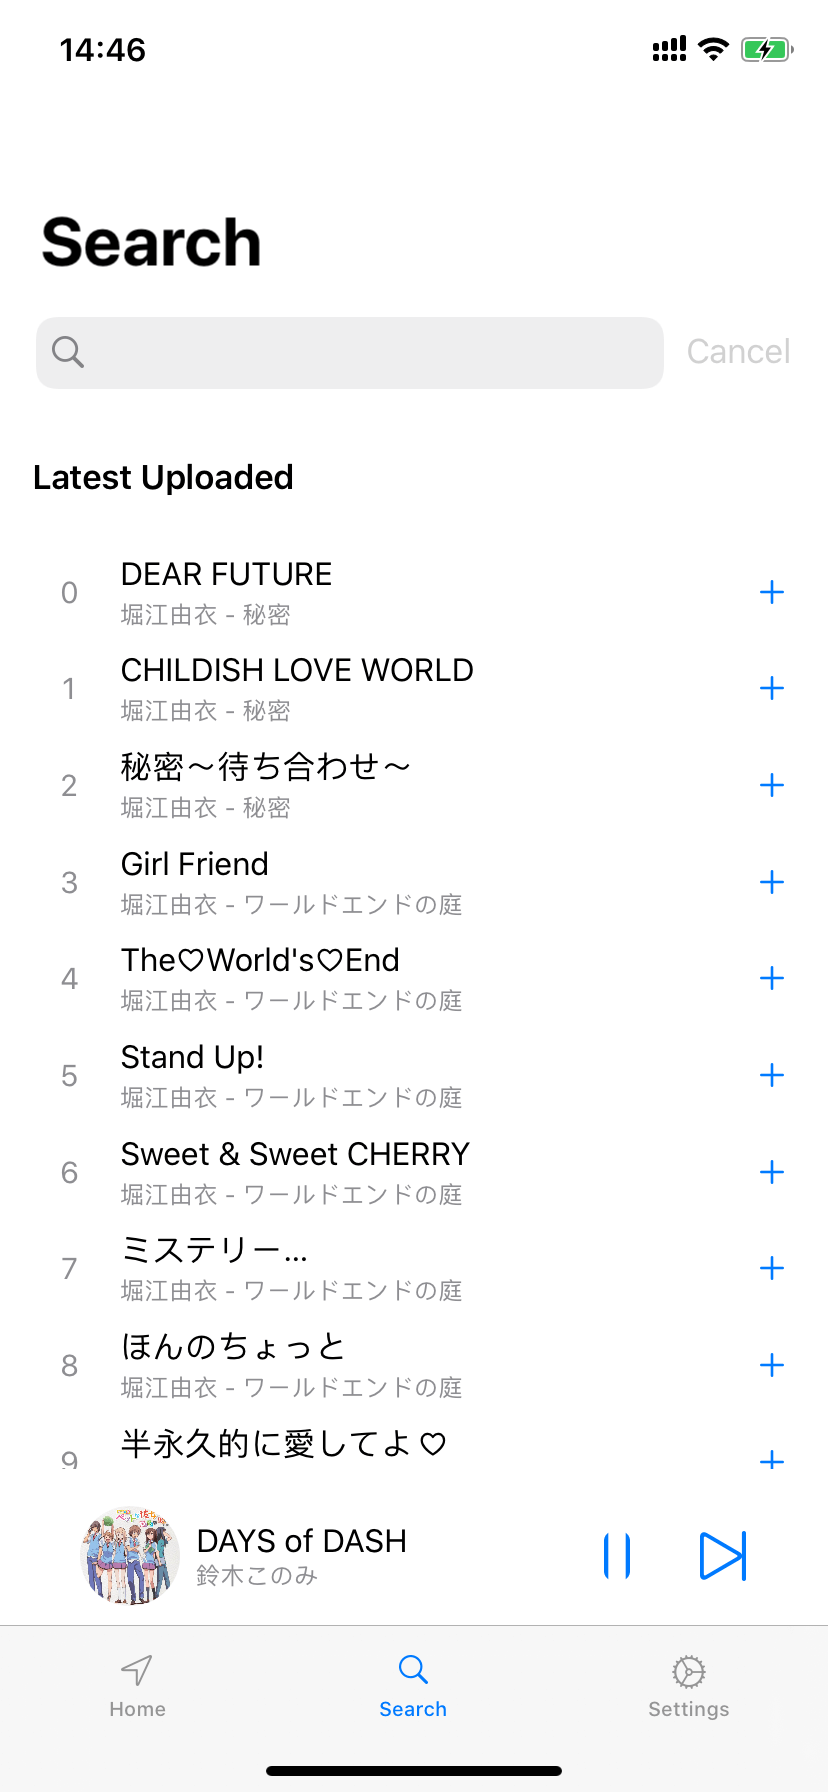 14:46
Search
Cancel
Latest Uploaded
0
DEAR FUTURE
堀江由衣 - 秘密
1
CHILDISH LOVE WORLD
堀江由衣 - 秘密
2
秘密〜待ち合わせ〜
堀江由衣 - 秘密
3
Girl Friend
堀江由衣 - ワールドエンドの庭
4
The♡World's♡End
堀江由衣 - ワールドエンドの庭
5
Stand Up!
堀江由衣 - ワールドエンドの庭
6
Sweet & Sweet CHERRY
堀江由衣 - ワールドエンドの庭
7
ミステリー...
堀江由衣 - ワールドエンドの庭
8
ほんのちょっと
堀江由衣 - ワールドエンドの庭
9
半永久的に愛してよ♡
DAYS of DASH
鈴木このみ
Home
Search
Settings